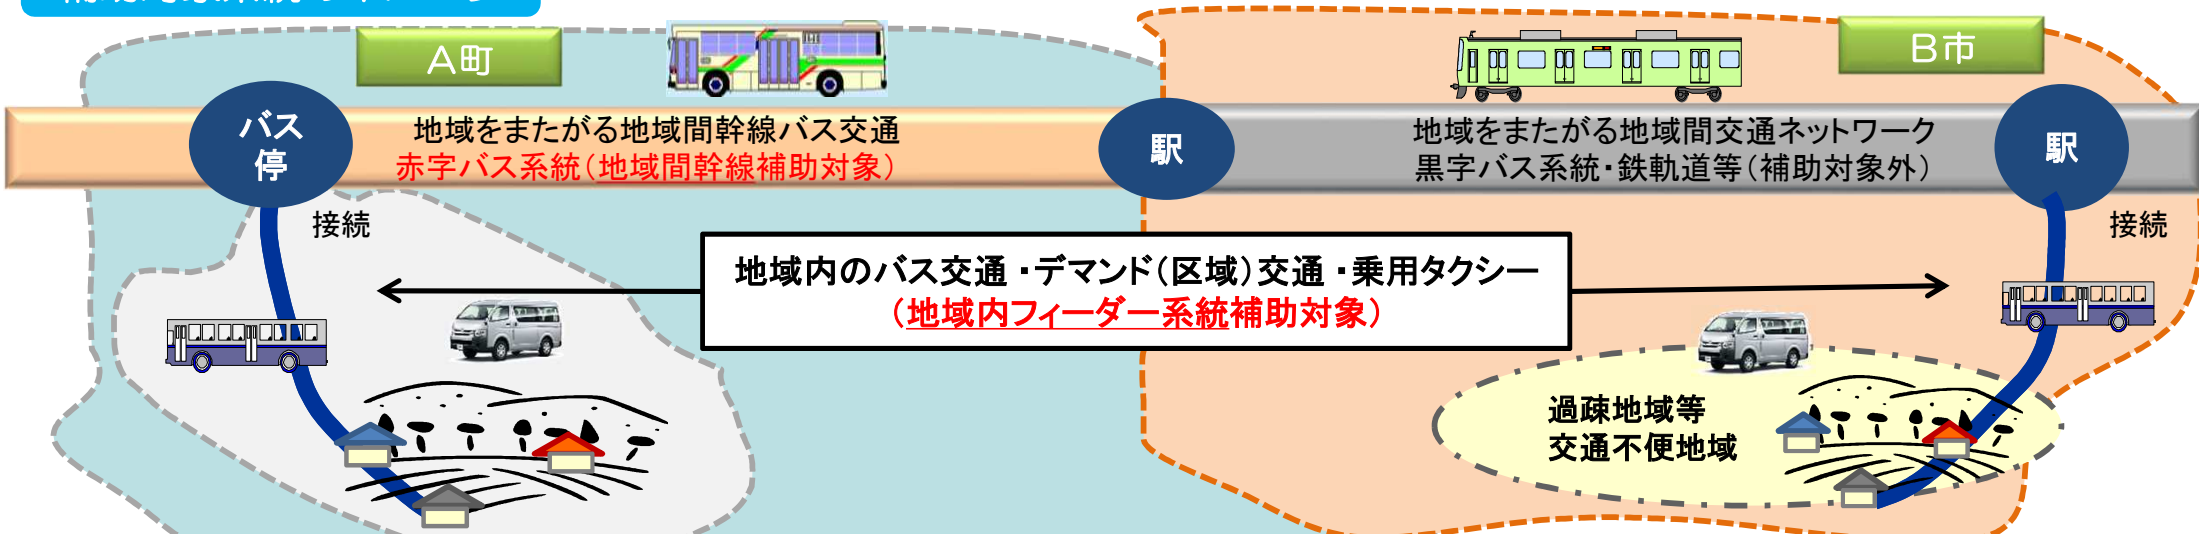 A町
B市
バス
停
地域をまたがる地域間幹線バス交通
赤字バス系統(地域間幹線補助対象)
駅
地域をまたがる地域間交通ネットワーク
黒字バス系統・鉄軌道等(補助対象外)
駅
接続
接続
地域内のバス交通・デマンド(区域)交通・乗用タクシー
(地域内フィーダー系統補助対象)
過疎地域等
交通不便地域